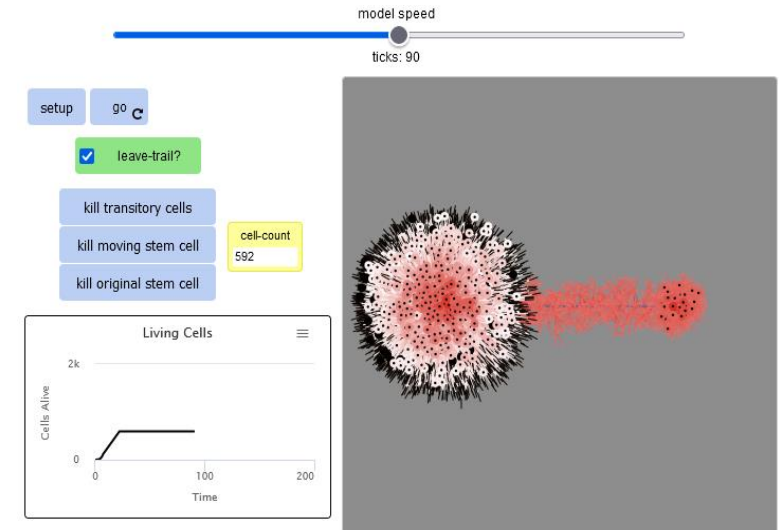 model speed
ticks: 90
setup
go
leave-trail?
kill transitory cells
kill moving stem cell
kill original stem cell
cell-count
592
Living Cells
2k
Cells Alive
0
0
100
200
Time